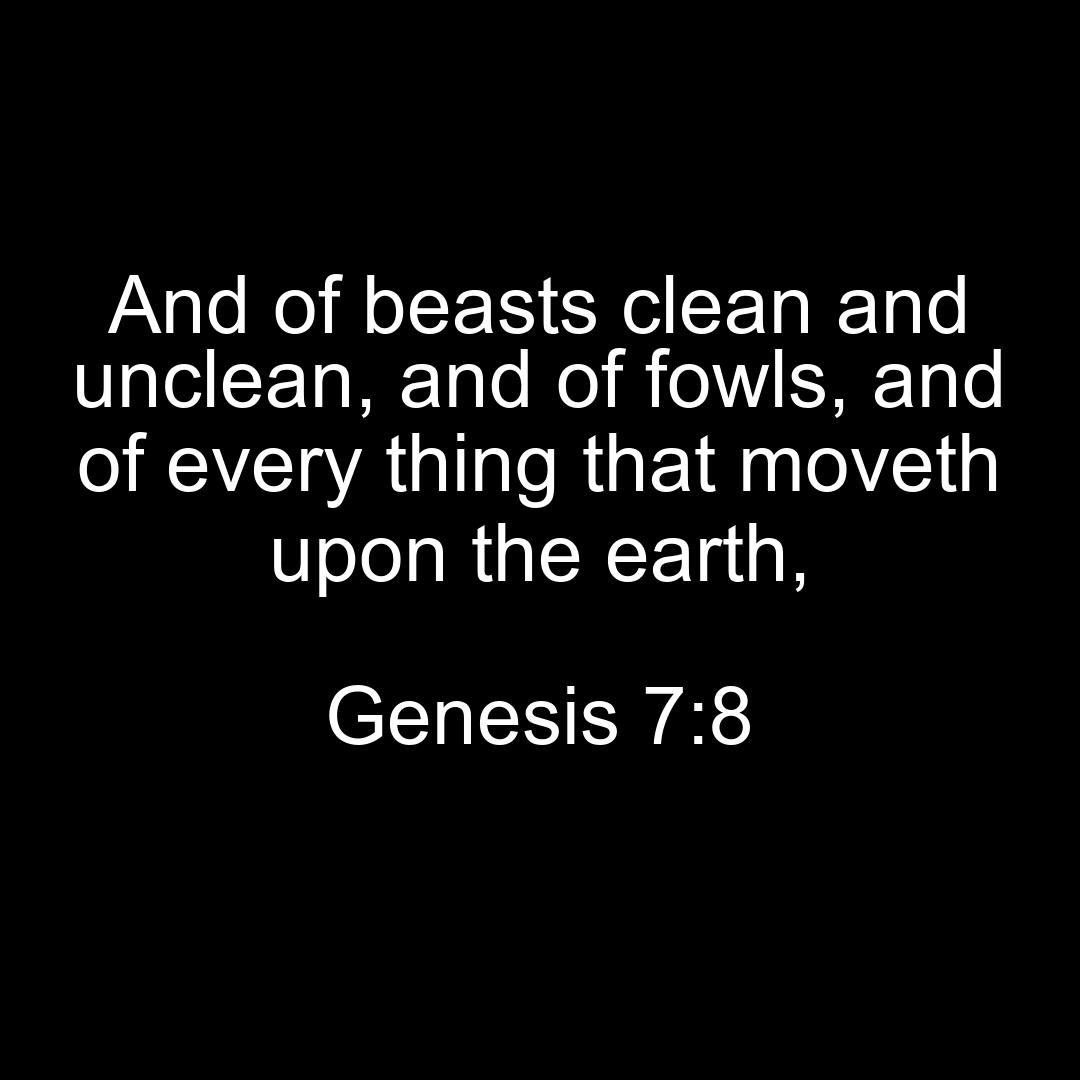 And of beasts clean and
unclean, and of fowls, and
of every thing that moveth
upon the earth,
Genesis 7:8